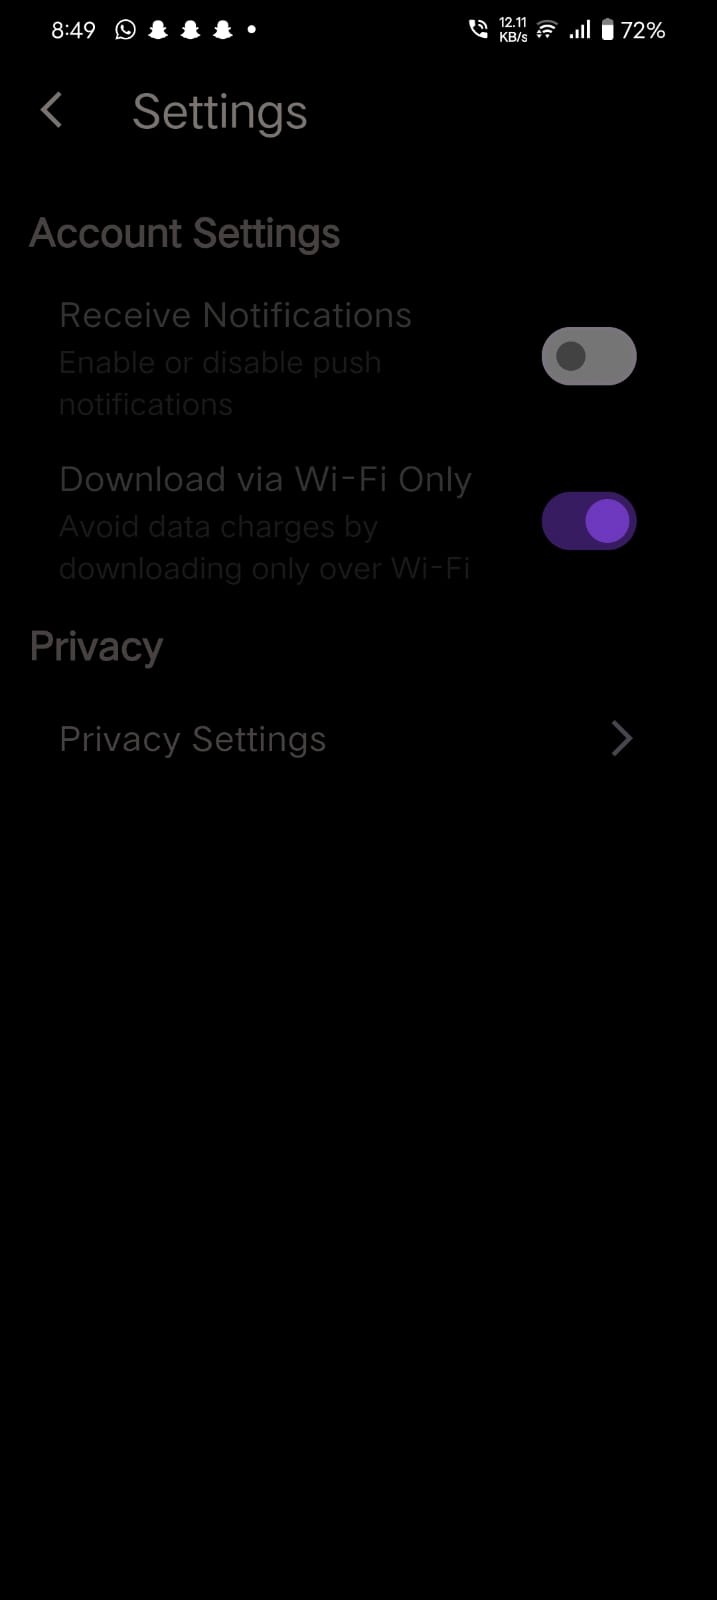 8:49 12.11 KB/s 72%
Settings
Account Settings
Receive Notifications
Enable or disable push
notifications
Download via Wi-Fi Only
Avoid data charges by
downloading only over Wi-Fi
Privacy
Privacy Settings